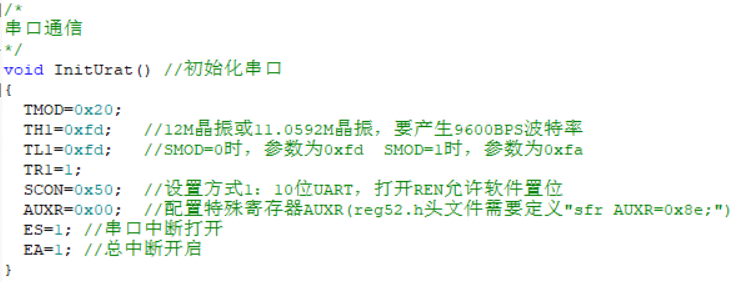 /*
串口通信
*/
void InitUrat() //初始化串口
{
TMOD=0x20;
TH1=0xfd; //12M晶振或11.0592M晶振，要产生9600BPS波特率
TL1=0xfd; //SMOD=0时，参数为0xfd SMOD=1时，参数为0xfa
TR1=1;
SCON=0x50; //设置方式1：10位UART，打开REN允许软件置位
AUXR=0x00; //配置特殊寄存器AUXR(reg52.h头文件需要定义"sfr AUXR=0x8e;")
ES=1; //串口中断打开
EA=1; //总中断开启
}